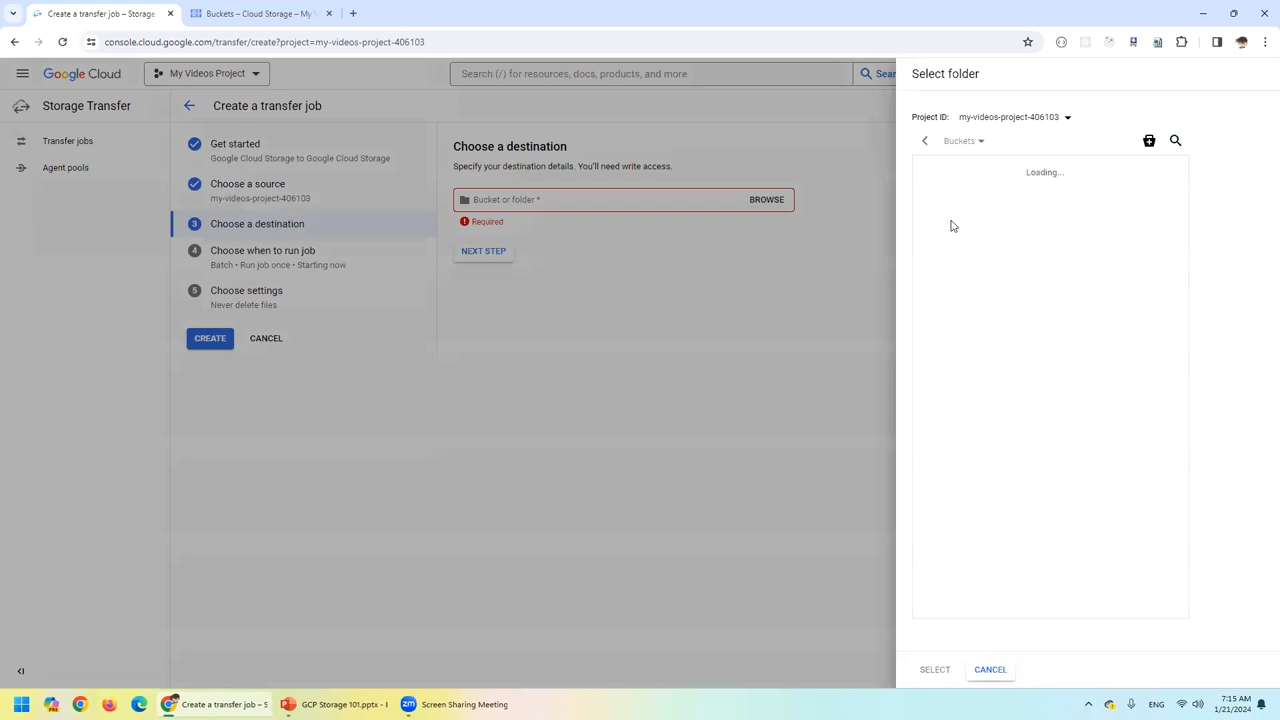 Create a transfer job - Storage
Buckets – Cloud Storage – My \
console.cloud.google.com/transfer/create?project=my-videos-project-406103
Google Cloud
My Videos Project
Search (/) for resources, docs, products, and more
Sear
Select folder
Storage Transfer
Create a transfer job
Transfer jobs
Agent pools
Get started
Google Cloud Storage to Google Cloud Storage
Choose a source
my-videos-project-406103
3 Choose a destination
4 Choose when to run job
Batch • Run job once • Starting now
5 Choose settings
Never delete files
CREATE
CANCEL
Choose a destination
Specify your destination details. You'll need write access.
Bucket or folder *
BROWSE
Required
NEXT STEP
Project ID: my-videos-project-406103
Buckets
Loading...
SELECT
CANCEL
Create a transfer job – S
GCP Storage 101.pptx - I
Screen Sharing Meeting
ENG
7:15 AM
1/21/2024